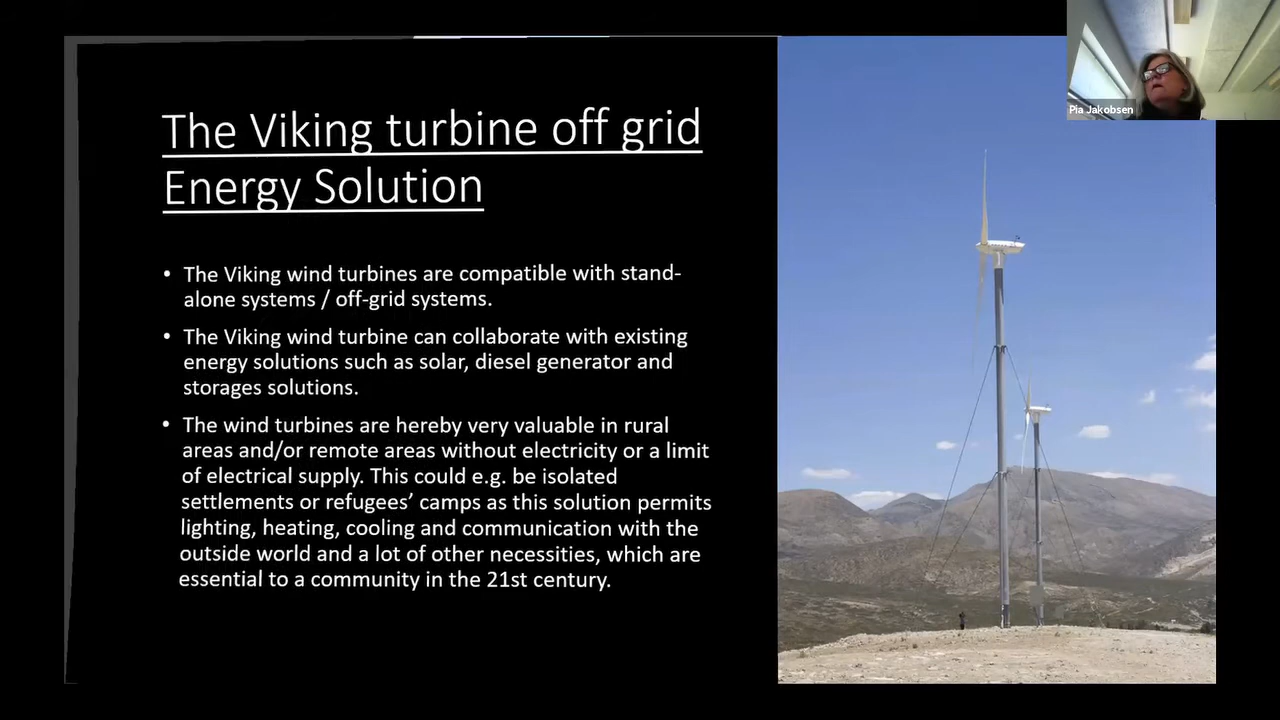 The Viking turbine off grid
Energy Solution
• The Viking wind turbines are compatible with stand-
alone systems / off-grid systems.
• The Viking wind turbine can collaborate with existing
energy solutions such as solar, diesel generator and
storages solutions.
• The wind turbines are hereby very valuable in rural
areas and/or remote areas without electricity or a limit
of electrical supply. This could e.g. be isolated
settlements or refugees’ camps as this solution permits
lighting, heating, cooling and communication with the
outside world and a lot of other necessities, which are
essential to a community in the 21st century.
Pia Jakobsen